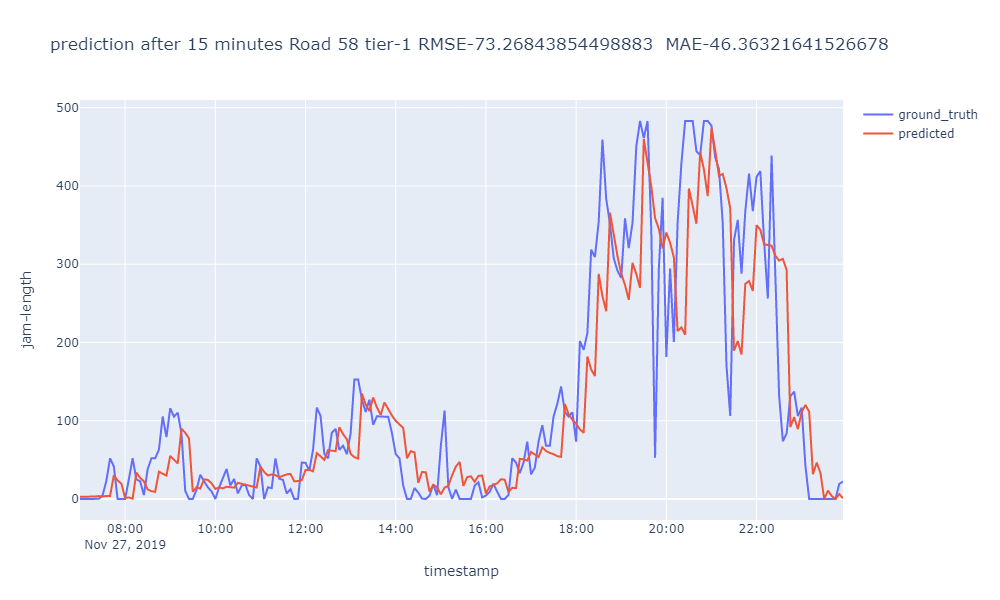 prediction after 15 minutes Road 58 tier-1 RMSE-73.26843854498883  MAE-46.36321641526678
ground_truth
predicted
500
400
300
200
100
0
jam-length
08:00 10:00 12:00 14:00 16:00 18:00 20:00 22:00
Nov 27, 2019
timestamp